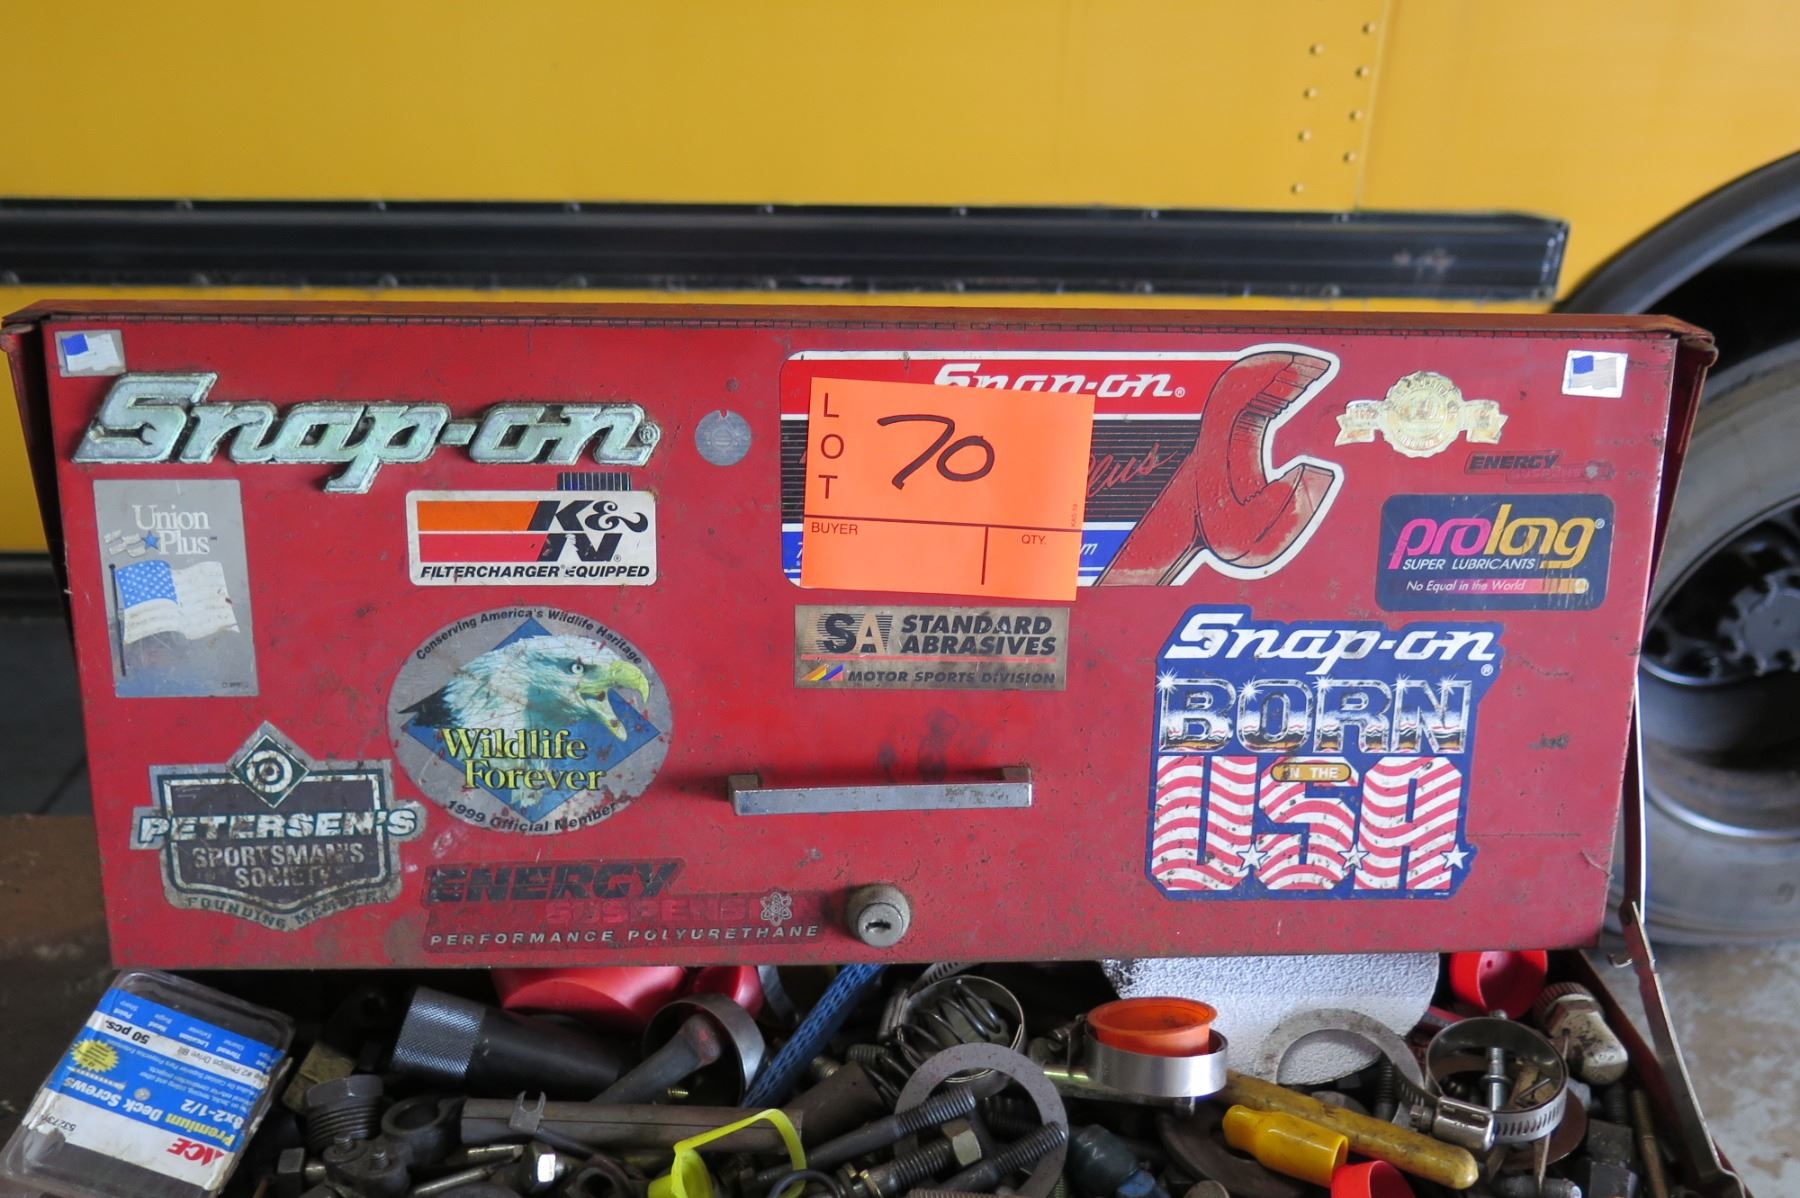 Snap-on®
Union
Plus
K&N®
FILTERCHARGER EQUIPPED
Conserving America's Wildlife Heritage
Wildlife
Forever
1999 Official Member
PETERSEN'S
SPORTSMAN'S
SOCIETY
FOUNDING MEMBER
ENERGY
SUSPENSION
PERFORMANCE POLYURETHANE
Snap-on®
Plus
LOT
70
BUYER
QTY.
SA STANDARD
ABRASIVES
MOTOR SPORTS DIVISION
ENERGY
prolong®
SUPER LUBRICANTS
No Equal in the World
Snap-on®
BORN
IN THE
USA
50 pcs.
8x2-1/2
Premium Deck Screws
ACE